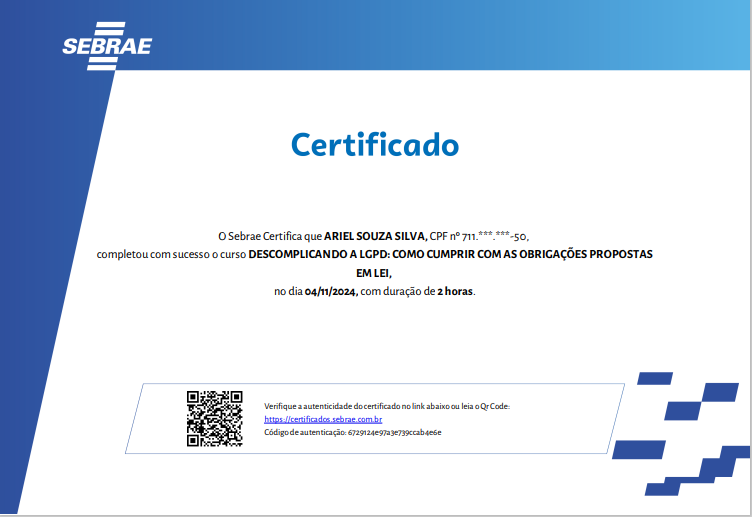 SEBRAE
Certificado
O Sebrae Certifica que ARIEL SOUZA SILVA, CPF nº 711.***.***-50,
completou com sucesso o curso DESCOMPLICANDO A LGPD: COMO CUMPRIR COM AS OBRIGAÇÕES PROPOSTAS
EM LEI,
no dia 04/11/2024, com duração de 2 horas.
Verifique a autenticidade do certificado no link abaixo ou leia o Qr Code:
https://certificados.sebrae.com.br
Código de autenticação: 6729124e97a3e739ccab4e6e